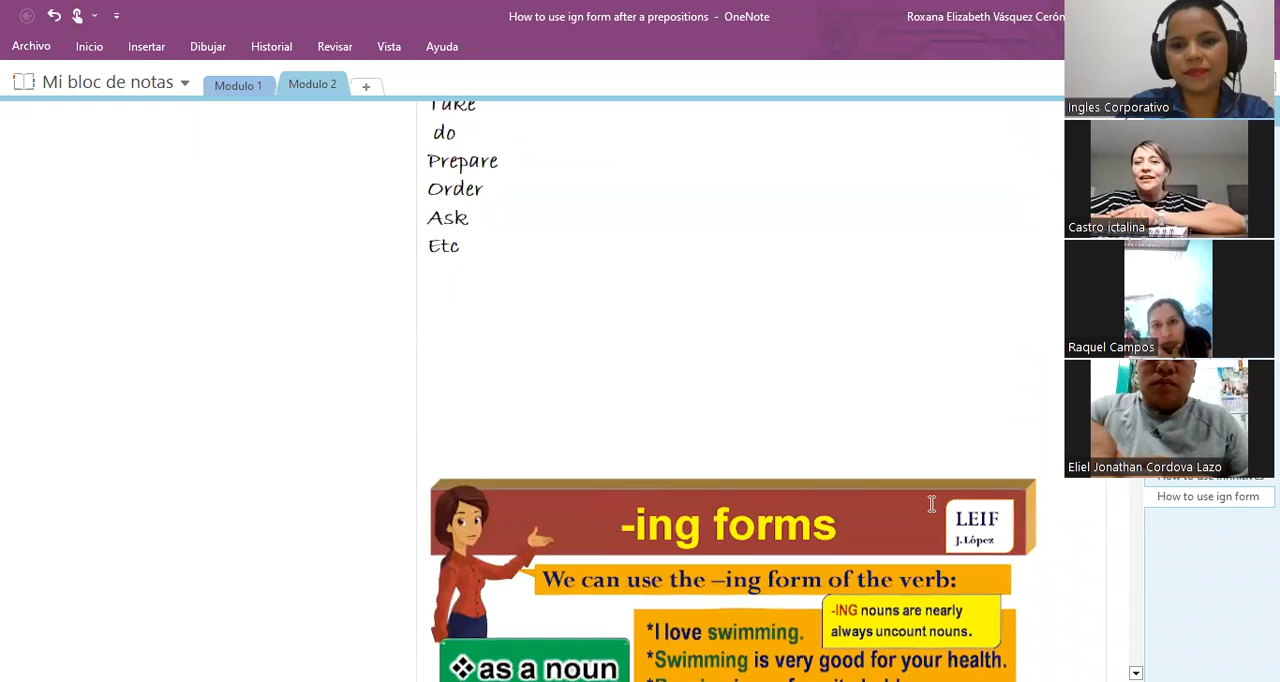 How to use ign form after a prepositions - OneNote
Roxana Elizabeth Vásquez Cerón
Archivo
Inicio
Insertar
Dibujar
Historial
Revisar
Vista
Ayuda
Mi bloc de notas
Modulo 1
Modulo 2
+
Take
do
Prepare
Order
Ask
Etc
-ing forms
LEIF
J.López
We can use the –ing form of the verb:
-ING nouns are nearly
always uncount nouns.
*I love swimming.
❖as a noun
*Swimming is very good for your health.
Ingles Corporativo
Castro ictalina
Raquel Campos
Eliel Jonathan Cordova Lazo
How to use ign form